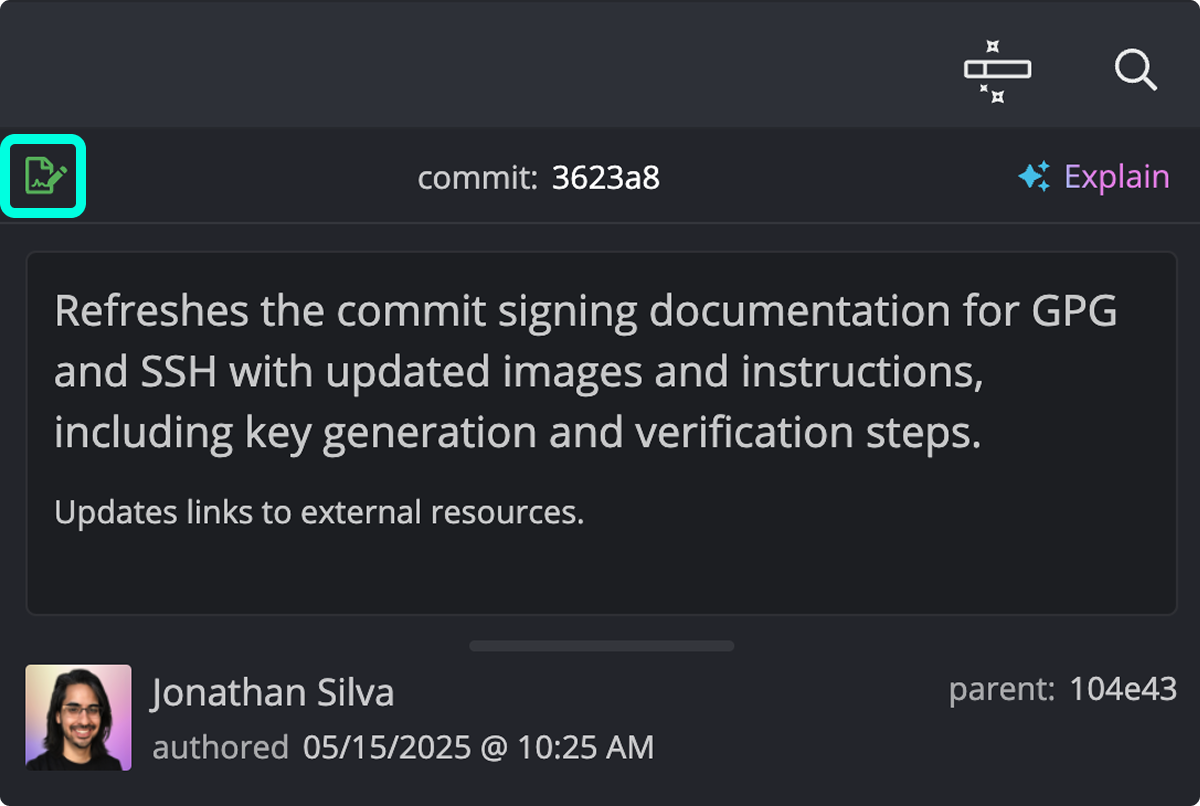 commit: 3623a8
Explain
Refreshes the commit signing documentation for GPG
and SSH with updated images and instructions,
including key generation and verification steps.
Updates links to external resources.
Jonathan Silva
parent: 104e43
authored 05/15/2025 @ 10:25 AM